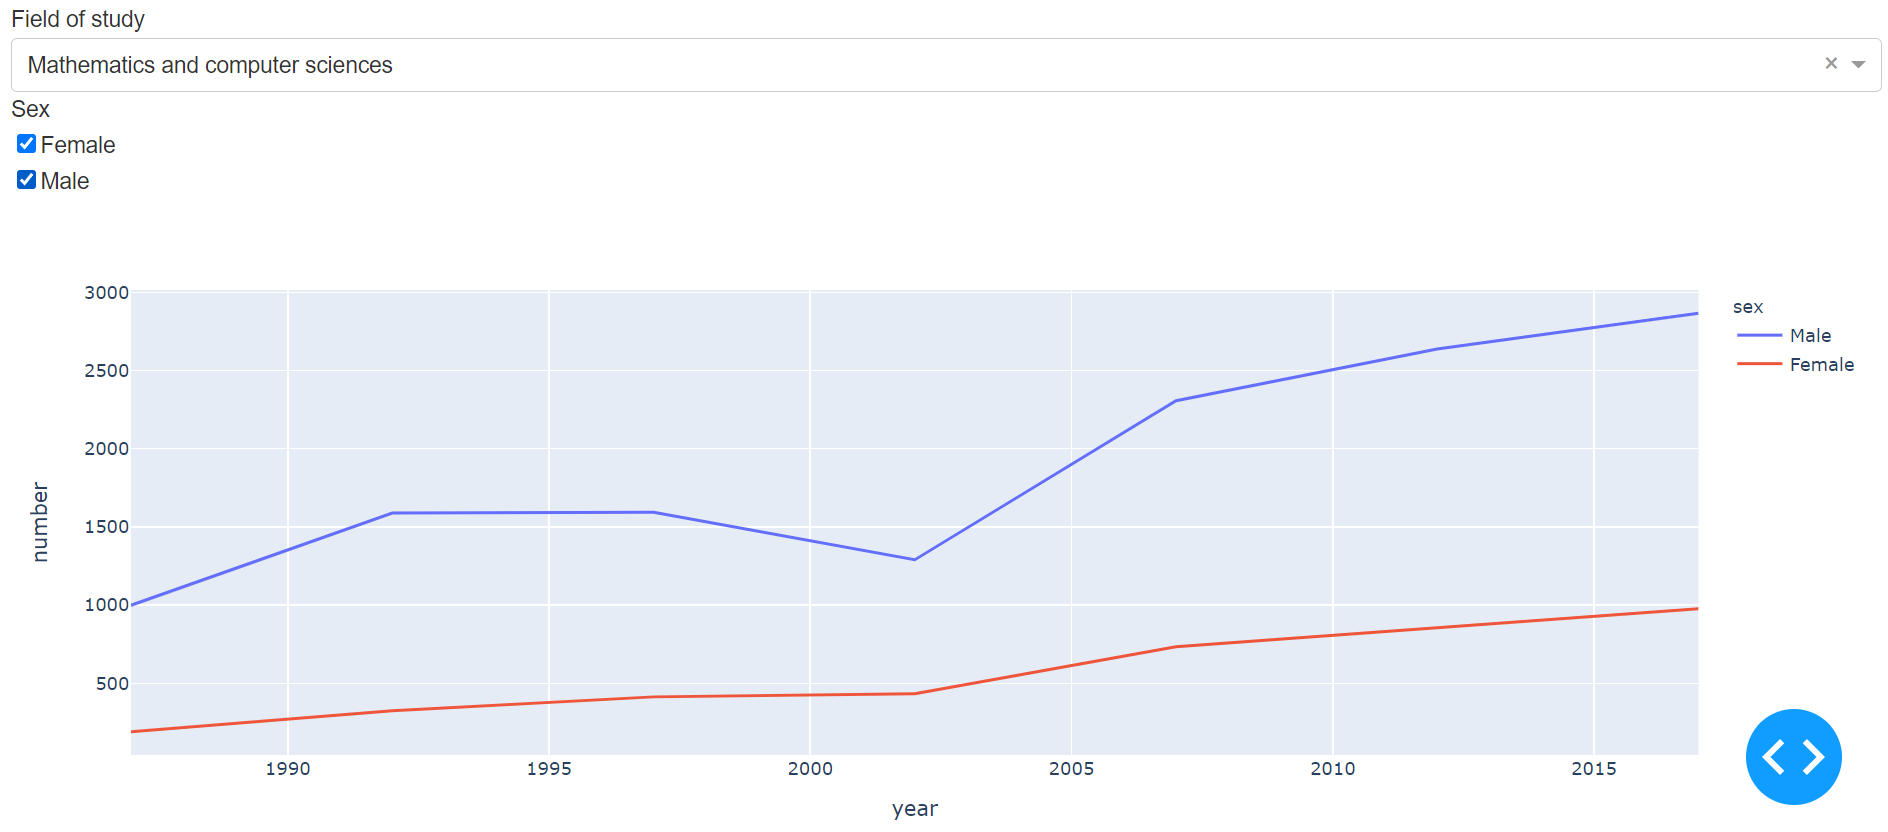 Field of study
Mathematics and computer sciences
Sex
Female
Male
3000
2500
2000
1500
1000
500
number
1990 1995 2000 2005 2010 2015
year
sex
Male
Female